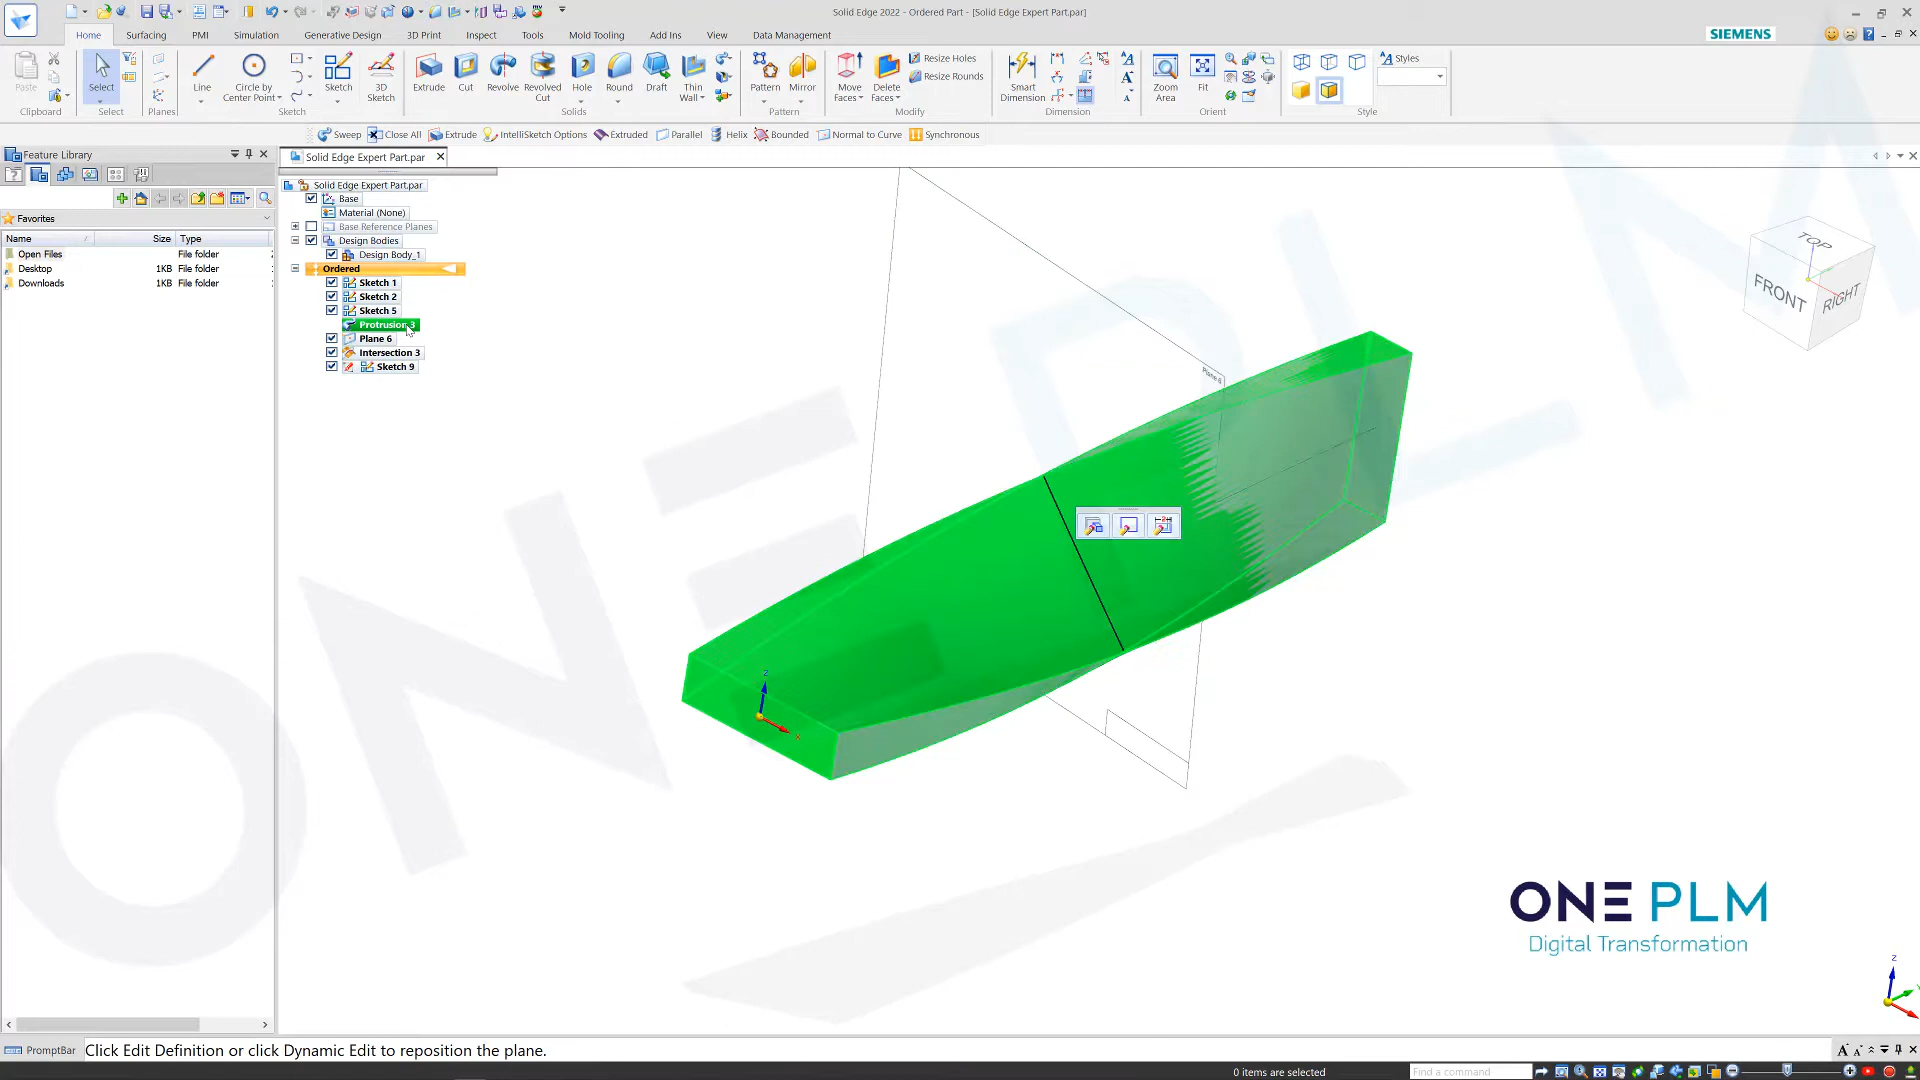 Solid Edge 2022 - Ordered Part - [Solid Edge Expert Part.par]
Home Surfacing PMI Simulation Generative Design 3D Print Inspect Tools Mold Tooling Add Ins View Data Management
SIEMENS
Paste
Clipboard
Select
Select
Planes
Line
Circle by Center Point
Sketch
3D Sketch
Sketch
Extrude
Cut
Revolve
Revolved Cut
Hole
Round
Draft
Thin Wall
Solids
Pattern
Mirror
Pattern
Move Faces
Delete Faces
Resize Holes
Resize Rounds
Modify
Smart Dimension
Dimension
Zoom Area
Fit
Orient
Styles
Style
Sweep Close All Extrude IntelliSketch Options Extruded Parallel Helix Bounded Normal to Curve Synchronous
Feature Library
Favorites
Name Size Type
Open Files File folder
Desktop 1KB File folder
Downloads 1KB File folder
Solid Edge Expert Part.par
Solid Edge Expert Part.par
Base
Material (None)
Base Reference Planes
Design Bodies
Design Body_1
Ordered
Sketch 1
Sketch 2
Sketch 5
Protrusion 3
Plane 6
Intersection 3
Sketch 9
Plane 6
TOP
FRONT
RIGHT
Z
X
ONE PLM
ONE PLM
Digital Transformation
Z
PromptBar
Click Edit Definition or click Dynamic Edit to reposition the plane.
0 items are selected
Find a command